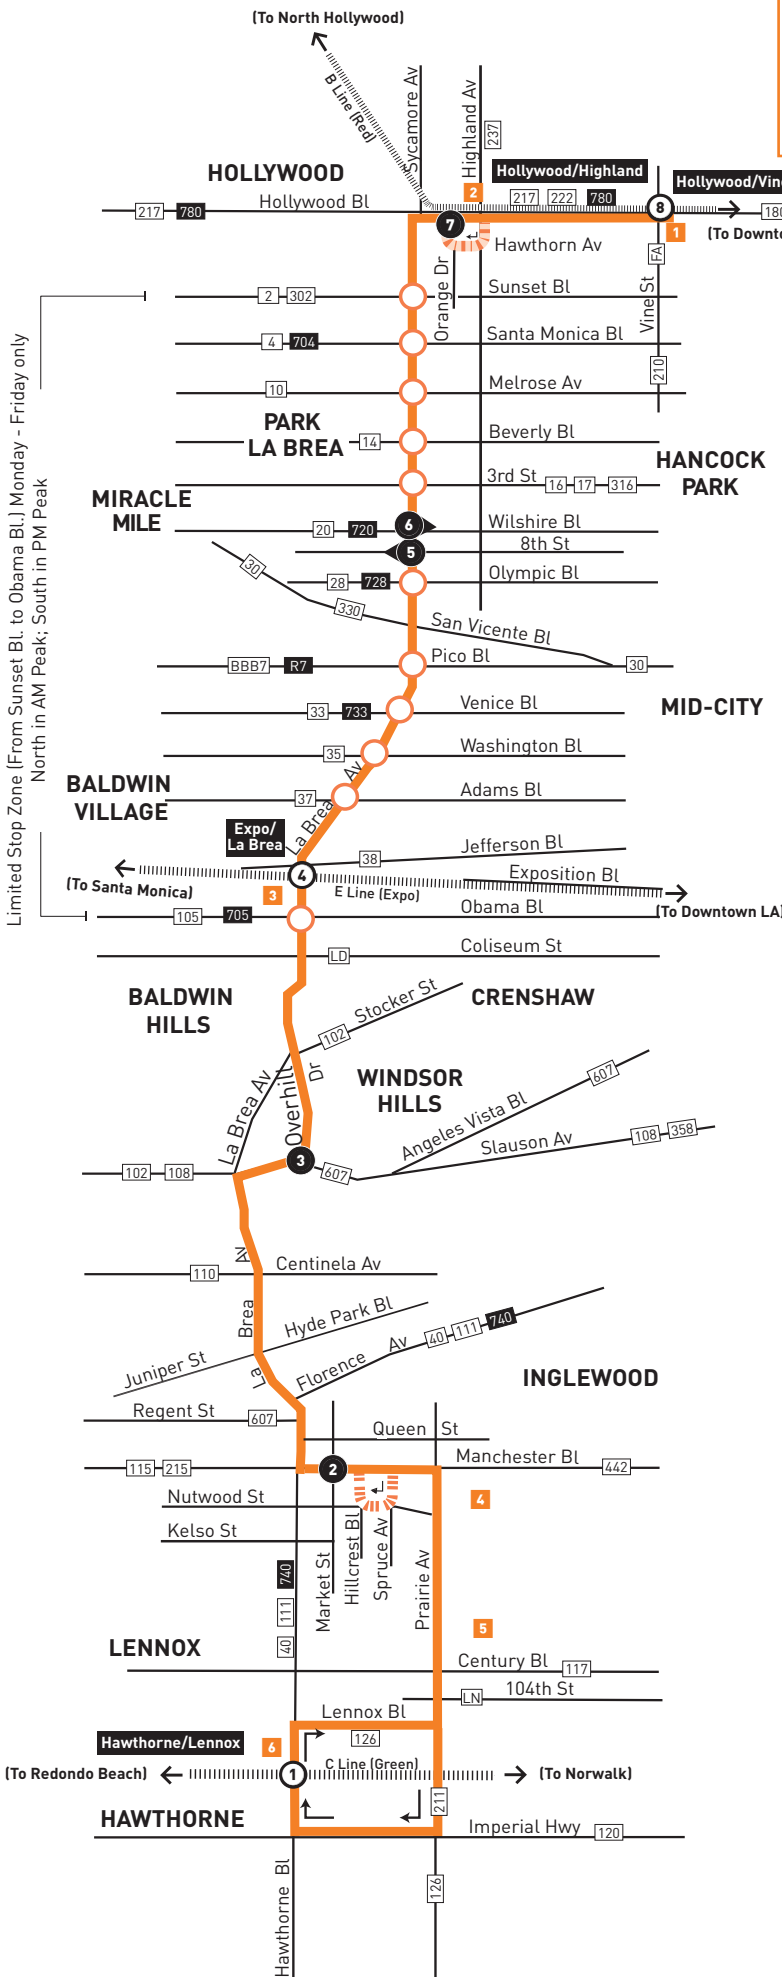 (To North Hollywood)
B Line (Red)
Sycamore Av
Highland Av
237
HOLLYWOOD
Hollywood/Highland
2
217 222 780
Hollywood/Vine
217 780
Hollywood Bl
8
180
7
1
(To Downto
Hawthorn Av
Orange Dr
FA
Vine St
210
2 302
Sunset Bl
4 704
Santa Monica Bl
10
Melrose Av
PARK
LA BREA
14
Beverly Bl
HANCOCK
PARK
3rd St
16 17 316
MIRACLE
MILE
6
20 720
Wilshire Bl
5
8th St
28 728
Olympic Bl
30
330
San Vicente Bl
BBB7 R7
Pico Bl
30
33 733
Venice Bl
MID-CITY
35
Washington Bl
La Brea Av
BALDWIN
VILLAGE
37
Adams Bl
Limited Stop Zone (From Sunset Bl. to Obama Bl.) Monday - Friday only
North in AM Peak; South in PM Peak
Expo/
La Brea
38
Jefferson Bl
4
Exposition Bl
(To Santa Monica)
3
E Line (Expo)
(To Downtown LA)
105 705
Obama Bl
LD
Coliseum St
BALDWIN
HILLS
Stocker St
102
CRENSHAW
La Brea Av
Overhill Dr
WINDSOR
HILLS
607
Angeles Vista Bl
Slauson Av
108 358
102 108
3
607
La Brea Av
110
Centinela Av
Hyde Park Bl
Juniper St
Florence Av
40 111 740
INGLEWOOD
Regent St
607
Queen St
115 215
2
Manchester Bl
442
Nutwood St
4
Kelso St
Market St
Hillcrest Bl
Spruce Av
Prairie Av
740
111
40
5
LENNOX
Century Bl
117
LN
104th St
Lennox Bl
126
Hawthorne/Lennox
6
(To Redondo Beach)
1
C Line (Green)
(To Norwalk)
211
HAWTHORNE
Imperial Hwy
120
Hawthorne Bl
126